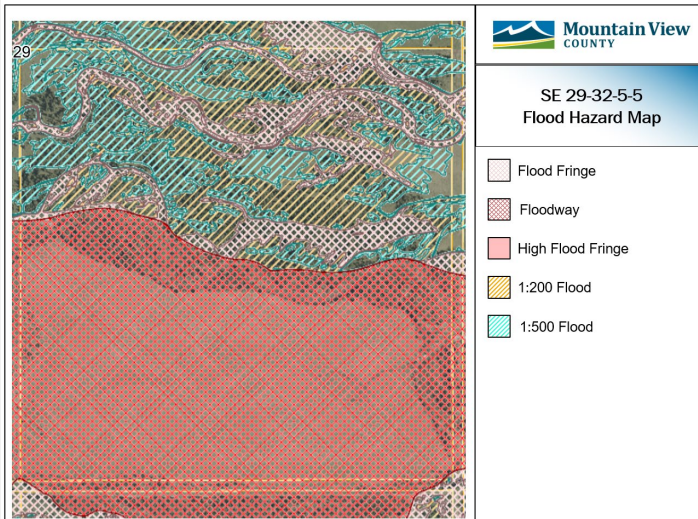 29
Mountain View
COUNTY
SE 29-32-5-5
Flood Hazard Map
Flood Fringe
Floodway
High Flood Fringe
1:200 Flood
1:500 Flood